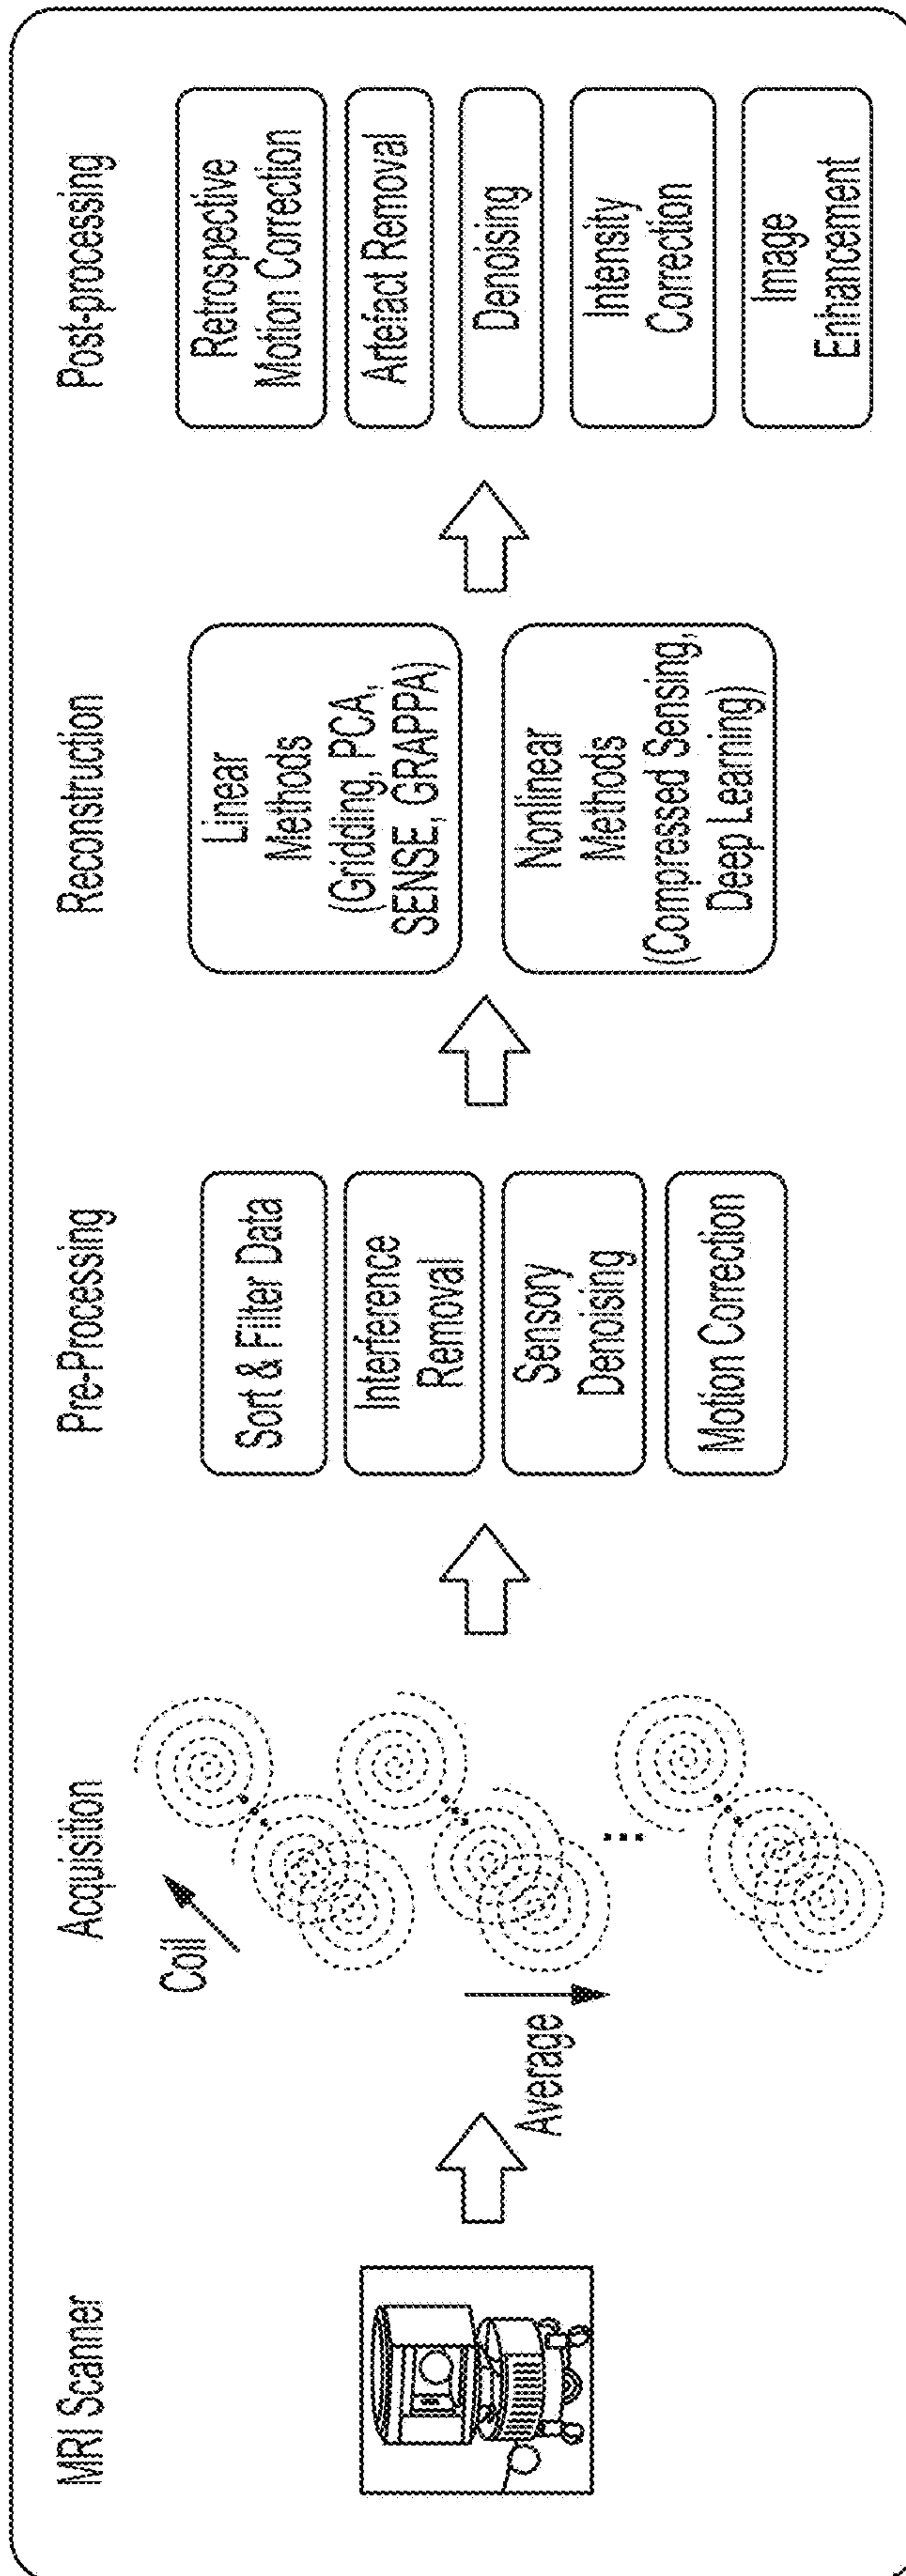 MRI Scanner
Acquisition
Coil
Average
Pre-Processing
Sort & Filter Data
Interference
Removal
Sensory
Denoising
Motion Correction
Reconstruction
Linear
Methods
(Gridding, PCA,
SENSE, GRAPPA)
Nonlinear
Methods
(Compressed Sensing,
Deep Learning)
Post-processing
Retrospective
Motion Correction
Artefact Removal
Denoising
Intensity
Correction
Image
Enhancement